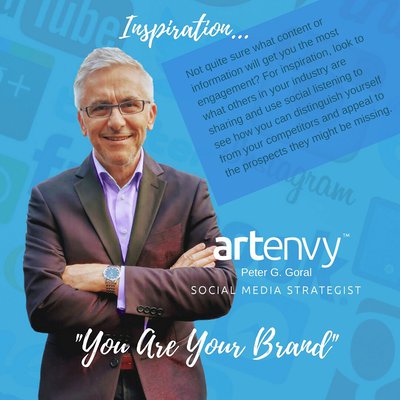 Inspiration...
Not quite sure what content or
information will get you the most
engagement? For inspiration, look to
what others in your industry are
sharing and use social listening to
see how you can distinguish yourself
from your competitors and appeal to
the prospects they might be missing.
artenvy™
Peter G. Goral
SOCIAL MEDIA STRATEGIST
"You Are Your Brand"